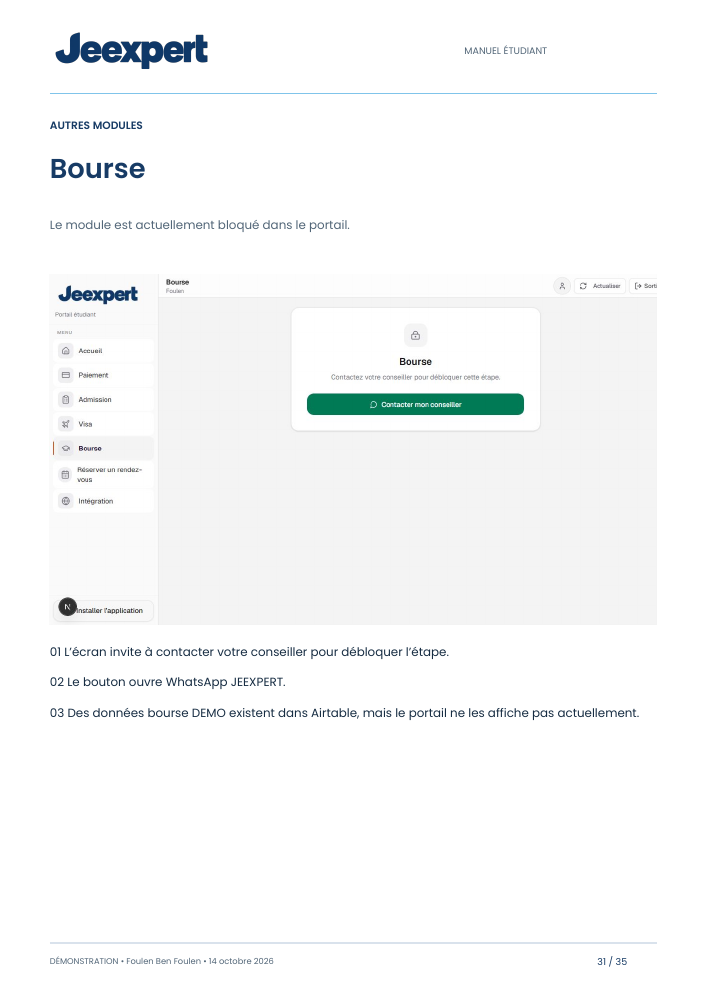 Jeexpert
MANUEL ÉTUDIANT
AUTRES MODULES
Bourse
Le module est actuellement bloqué dans le portail.
Jeexpert
Portail étudiant
MENU
Accueil
Paiement
Admission
Visa
Bourse
Réserver un rendez-
vous
Intégration
N
Installer l'application
Bourse
Foulen
Actualiser
Sorti
Bourse
Contactez votre conseiller pour débloquer cette étape.
Contacter mon conseiller
01 L’écran invite à contacter votre conseiller pour débloquer l’étape.
02 Le bouton ouvre WhatsApp JEEXPERT.
03 Des données bourse DEMO existent dans Airtable, mais le portail ne les affiche pas actuellement.
DÉMONSTRATION • Foulen Ben Foulen • 14 octobre 2026
31 / 35